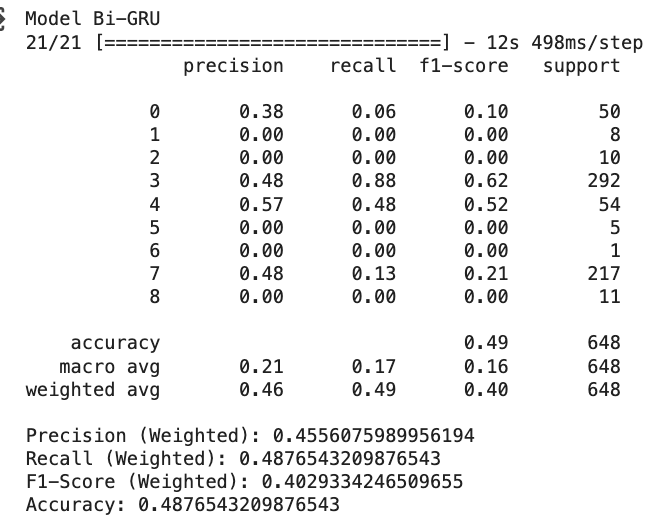 Model Bi-GRU
21/21 [==============================] - 12s 498ms/step
              precision    recall  f1-score   support

           0       0.38      0.06      0.10        50
           1       0.00      0.00      0.00         8
           2       0.00      0.00      0.00        10
           3       0.48      0.88      0.62       292
           4       0.57      0.48      0.52        54
           5       0.00      0.00      0.00         5
           6       0.00      0.00      0.00         1
           7       0.48      0.13      0.21       217
           8       0.00      0.00      0.00        11

    accuracy                           0.49       648
   macro avg       0.21      0.17      0.16       648
weighted avg       0.46      0.49      0.40       648

Precision (Weighted): 0.4556075989956194
Recall (Weighted): 0.4876543209876543
F1-Score (Weighted): 0.4029334246509655
Accuracy: 0.4876543209876543